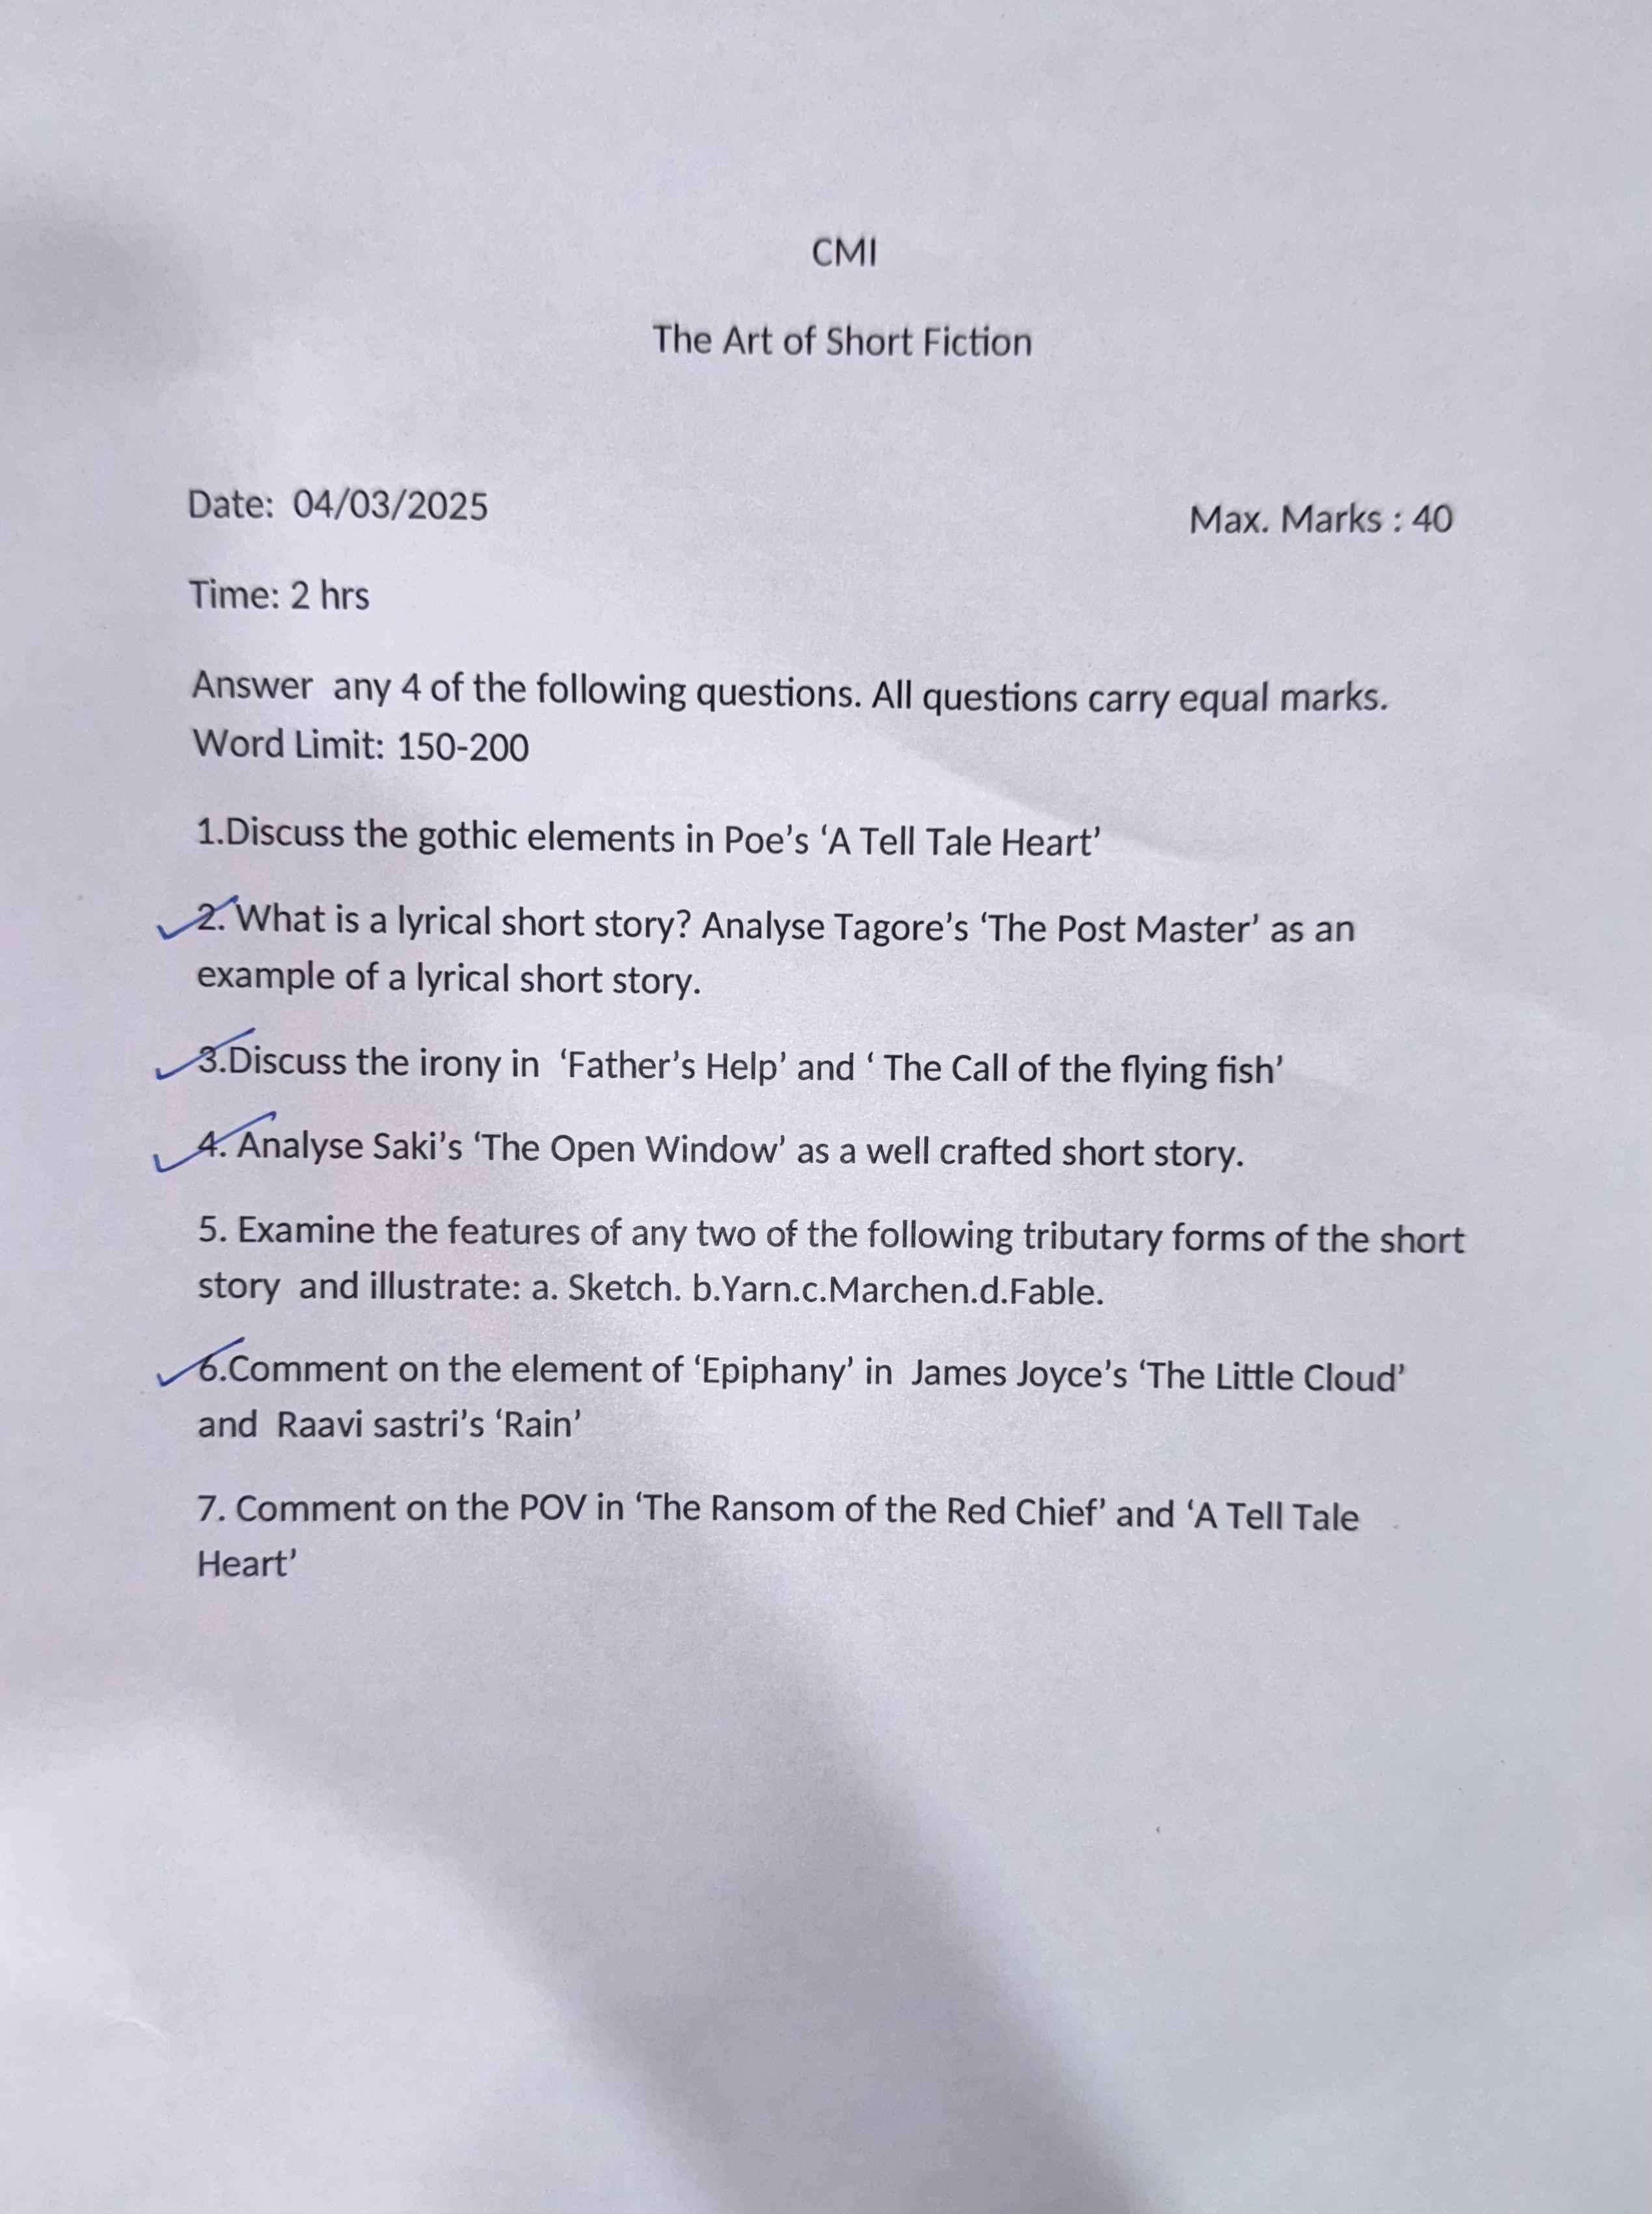 CMI
The Art of Short Fiction
Date: 04/03/2025
Max. Marks : 40
Time: 2 hrs
Answer any 4 of the following questions. All questions carry equal marks.
Word Limit: 150-200
1.Discuss the gothic elements in Poe's ‘A Tell Tale Heart’
2. What is a lyrical short story? Analyse Tagore's ‘The Post Master’ as an
example of a lyrical short story.
3.Discuss the irony in ‘Father's Help’ and ‘ The Call of the flying fish’
4. Analyse Saki's ‘The Open Window’ as a well crafted short story.
5. Examine the features of any two of the following tributary forms of the short
story and illustrate: a. Sketch. b.Yarn.c.Marchen.d.Fable.
6.Comment on the element of ‘Epiphany’ in James Joyce's ‘The Little Cloud’
and Raavi sastri's ‘Rain’
7. Comment on the POV in ‘The Ransom of the Red Chief’ and ‘A Tell Tale
Heart’